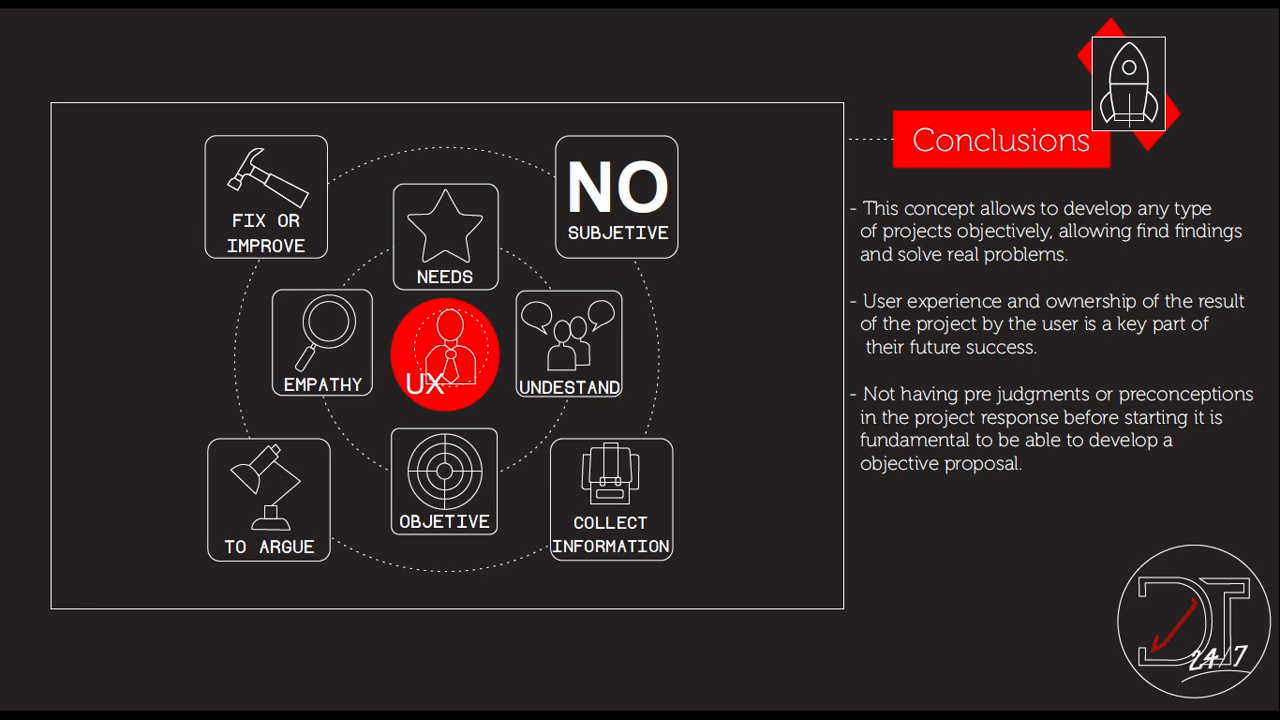 FIX OR
IMPROVE
NO
SUBJETIVE
NEEDS
EMPATHY
UX
UNDESTAND
TO ARGUE
OBJETIVE
COLLECT
INFORMATION
Conclusions
- This concept allows to develop any type
of projects objectively, allowing find findings
and solve real problems.
- User experience and ownership of the result
of the project by the user is a key part of
their future success.
- Not having pre judgments or preconceptions
in the project response before starting it is
fundamental to be able to develop a
objective proposal.
DT
24/7